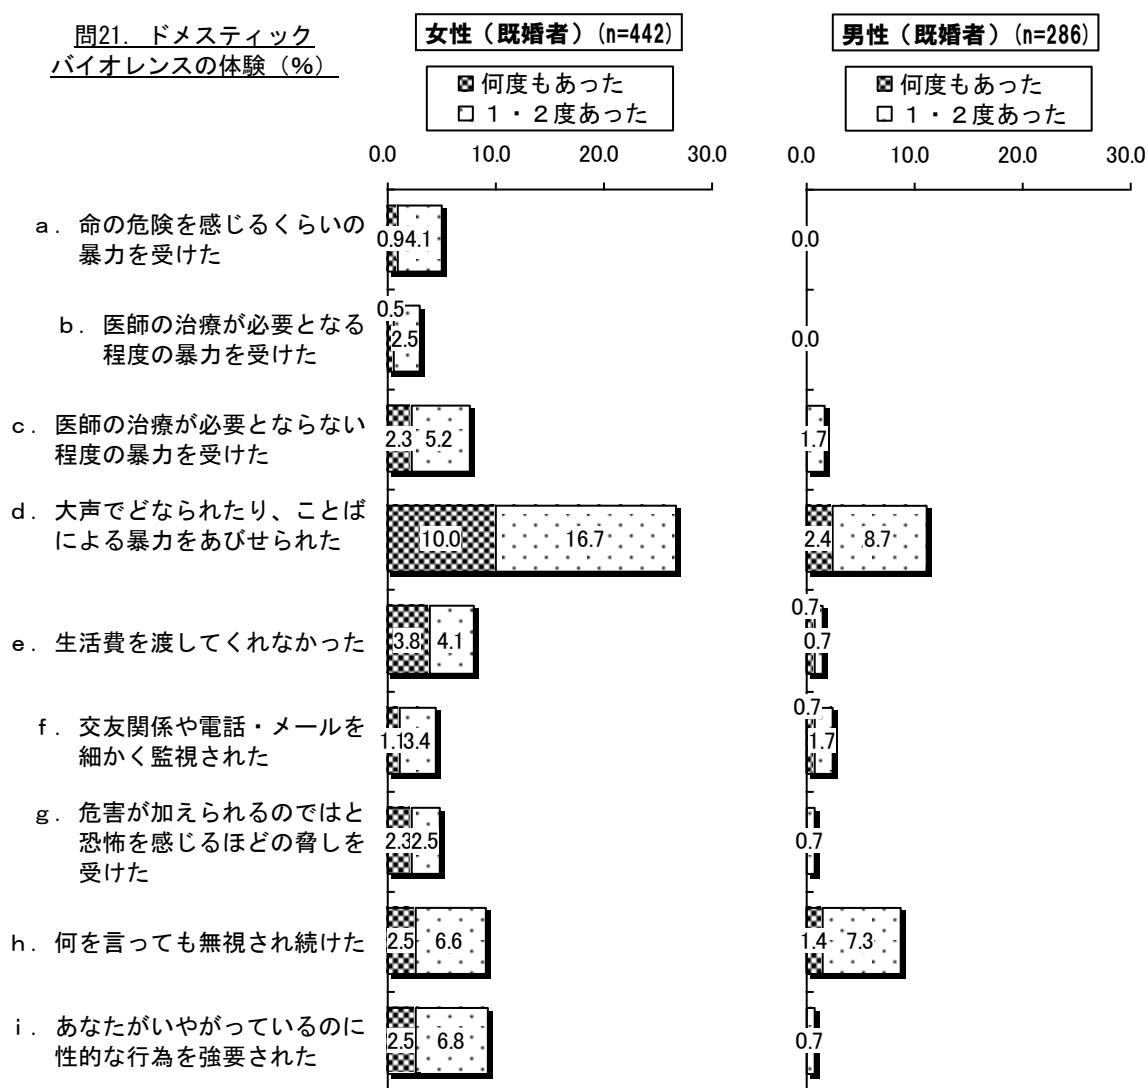 問21. ドメスティック
バイオレンスの体験（%）
女性（既婚者）(n=442)
何度もあった
１・２度あった
男性（既婚者）(n=286)
何度もあった
１・２度あった
0.0 10.0 20.0 30.0
0.0 10.0 20.0 30.0
ａ. 命の危険を感じるくらいの
暴力を受けた
0.9 4.1
0.0
ｂ. 医師の治療が必要となる
程度の暴力を受けた
0.5
2.5
0.0
ｃ. 医師の治療が必要とならない
程度の暴力を受けた
2.3 5.2
1.7
ｄ. 大声でどなられたり、ことば
による暴力をあびせられた
10.0 16.7
2.4 8.7
ｅ. 生活費を渡してくれなかった
3.8 4.1
0.7
0.7
ｆ. 交友関係や電話・メールを
細かく監視された
1.1 3.4
0.7
1.7
ｇ. 危害が加えられるのではと
恐怖を感じるほどの脅しを
受けた
2.3 2.5
0.7
ｈ. 何を言っても無視され続けた
2.5 6.6
1.4 7.3
ｉ. あなたがいやがっているのに
性的な行為を強要された
2.5 6.8
0.7